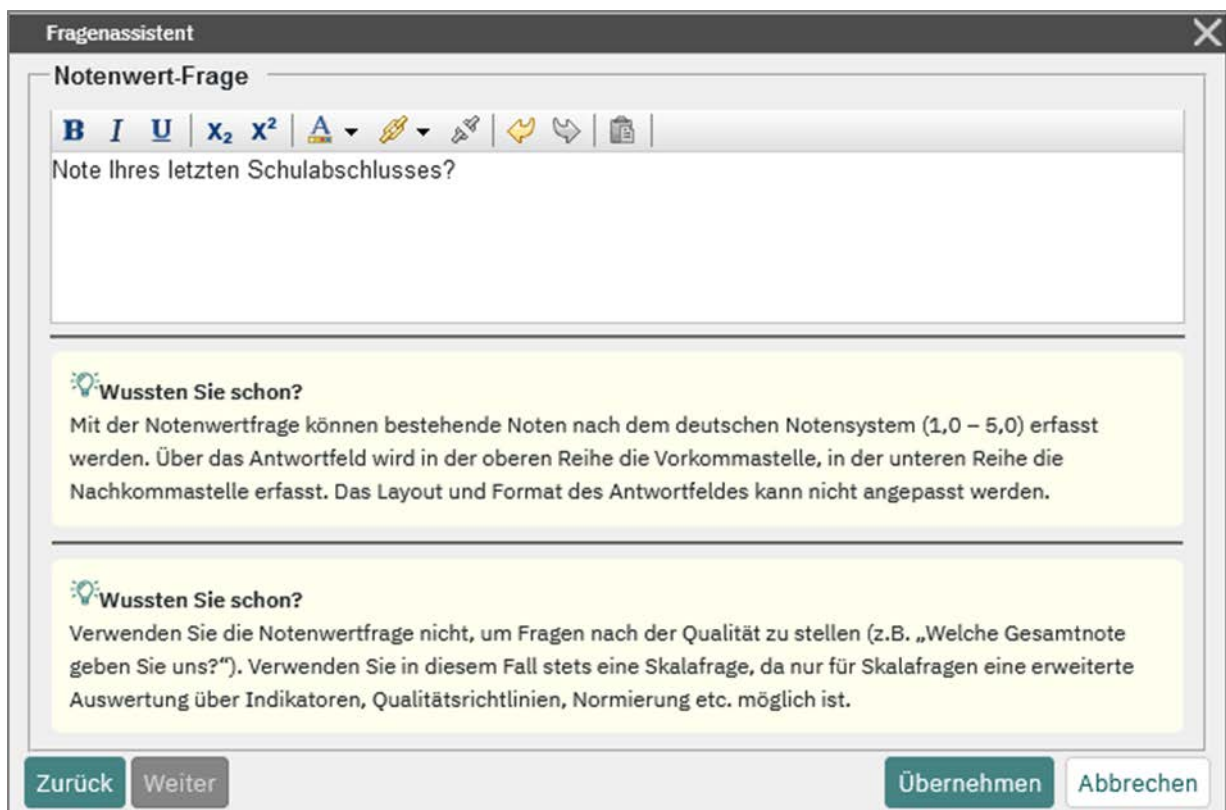 Fragenassistent
Notenwert-Frage
B I U X₂ X² A
Note Ihres letzten Schulabschlusses?
Wussten Sie schon?
Mit der Notenwertfrage können bestehende Noten nach dem deutschen Notensystem (1,0 – 5,0) erfasst
werden. Über das Antwortfeld wird in der oberen Reihe die Vorkommastelle, in der unteren Reihe die
Nachkommastelle erfasst. Das Layout und Format des Antwortfeldes kann nicht angepasst werden.
Wussten Sie schon?
Verwenden Sie die Notenwertfrage nicht, um Fragen nach der Qualität zu stellen (z.B. „Welche Gesamtnote
geben Sie uns?“). Verwenden Sie in diesem Fall stets eine Skalafrage, da nur für Skalafragen eine erweiterte
Auswertung über Indikatoren, Qualitätsrichtlinien, Normierung etc. möglich ist.
Zurück Weiter Übernehmen Abbrechen